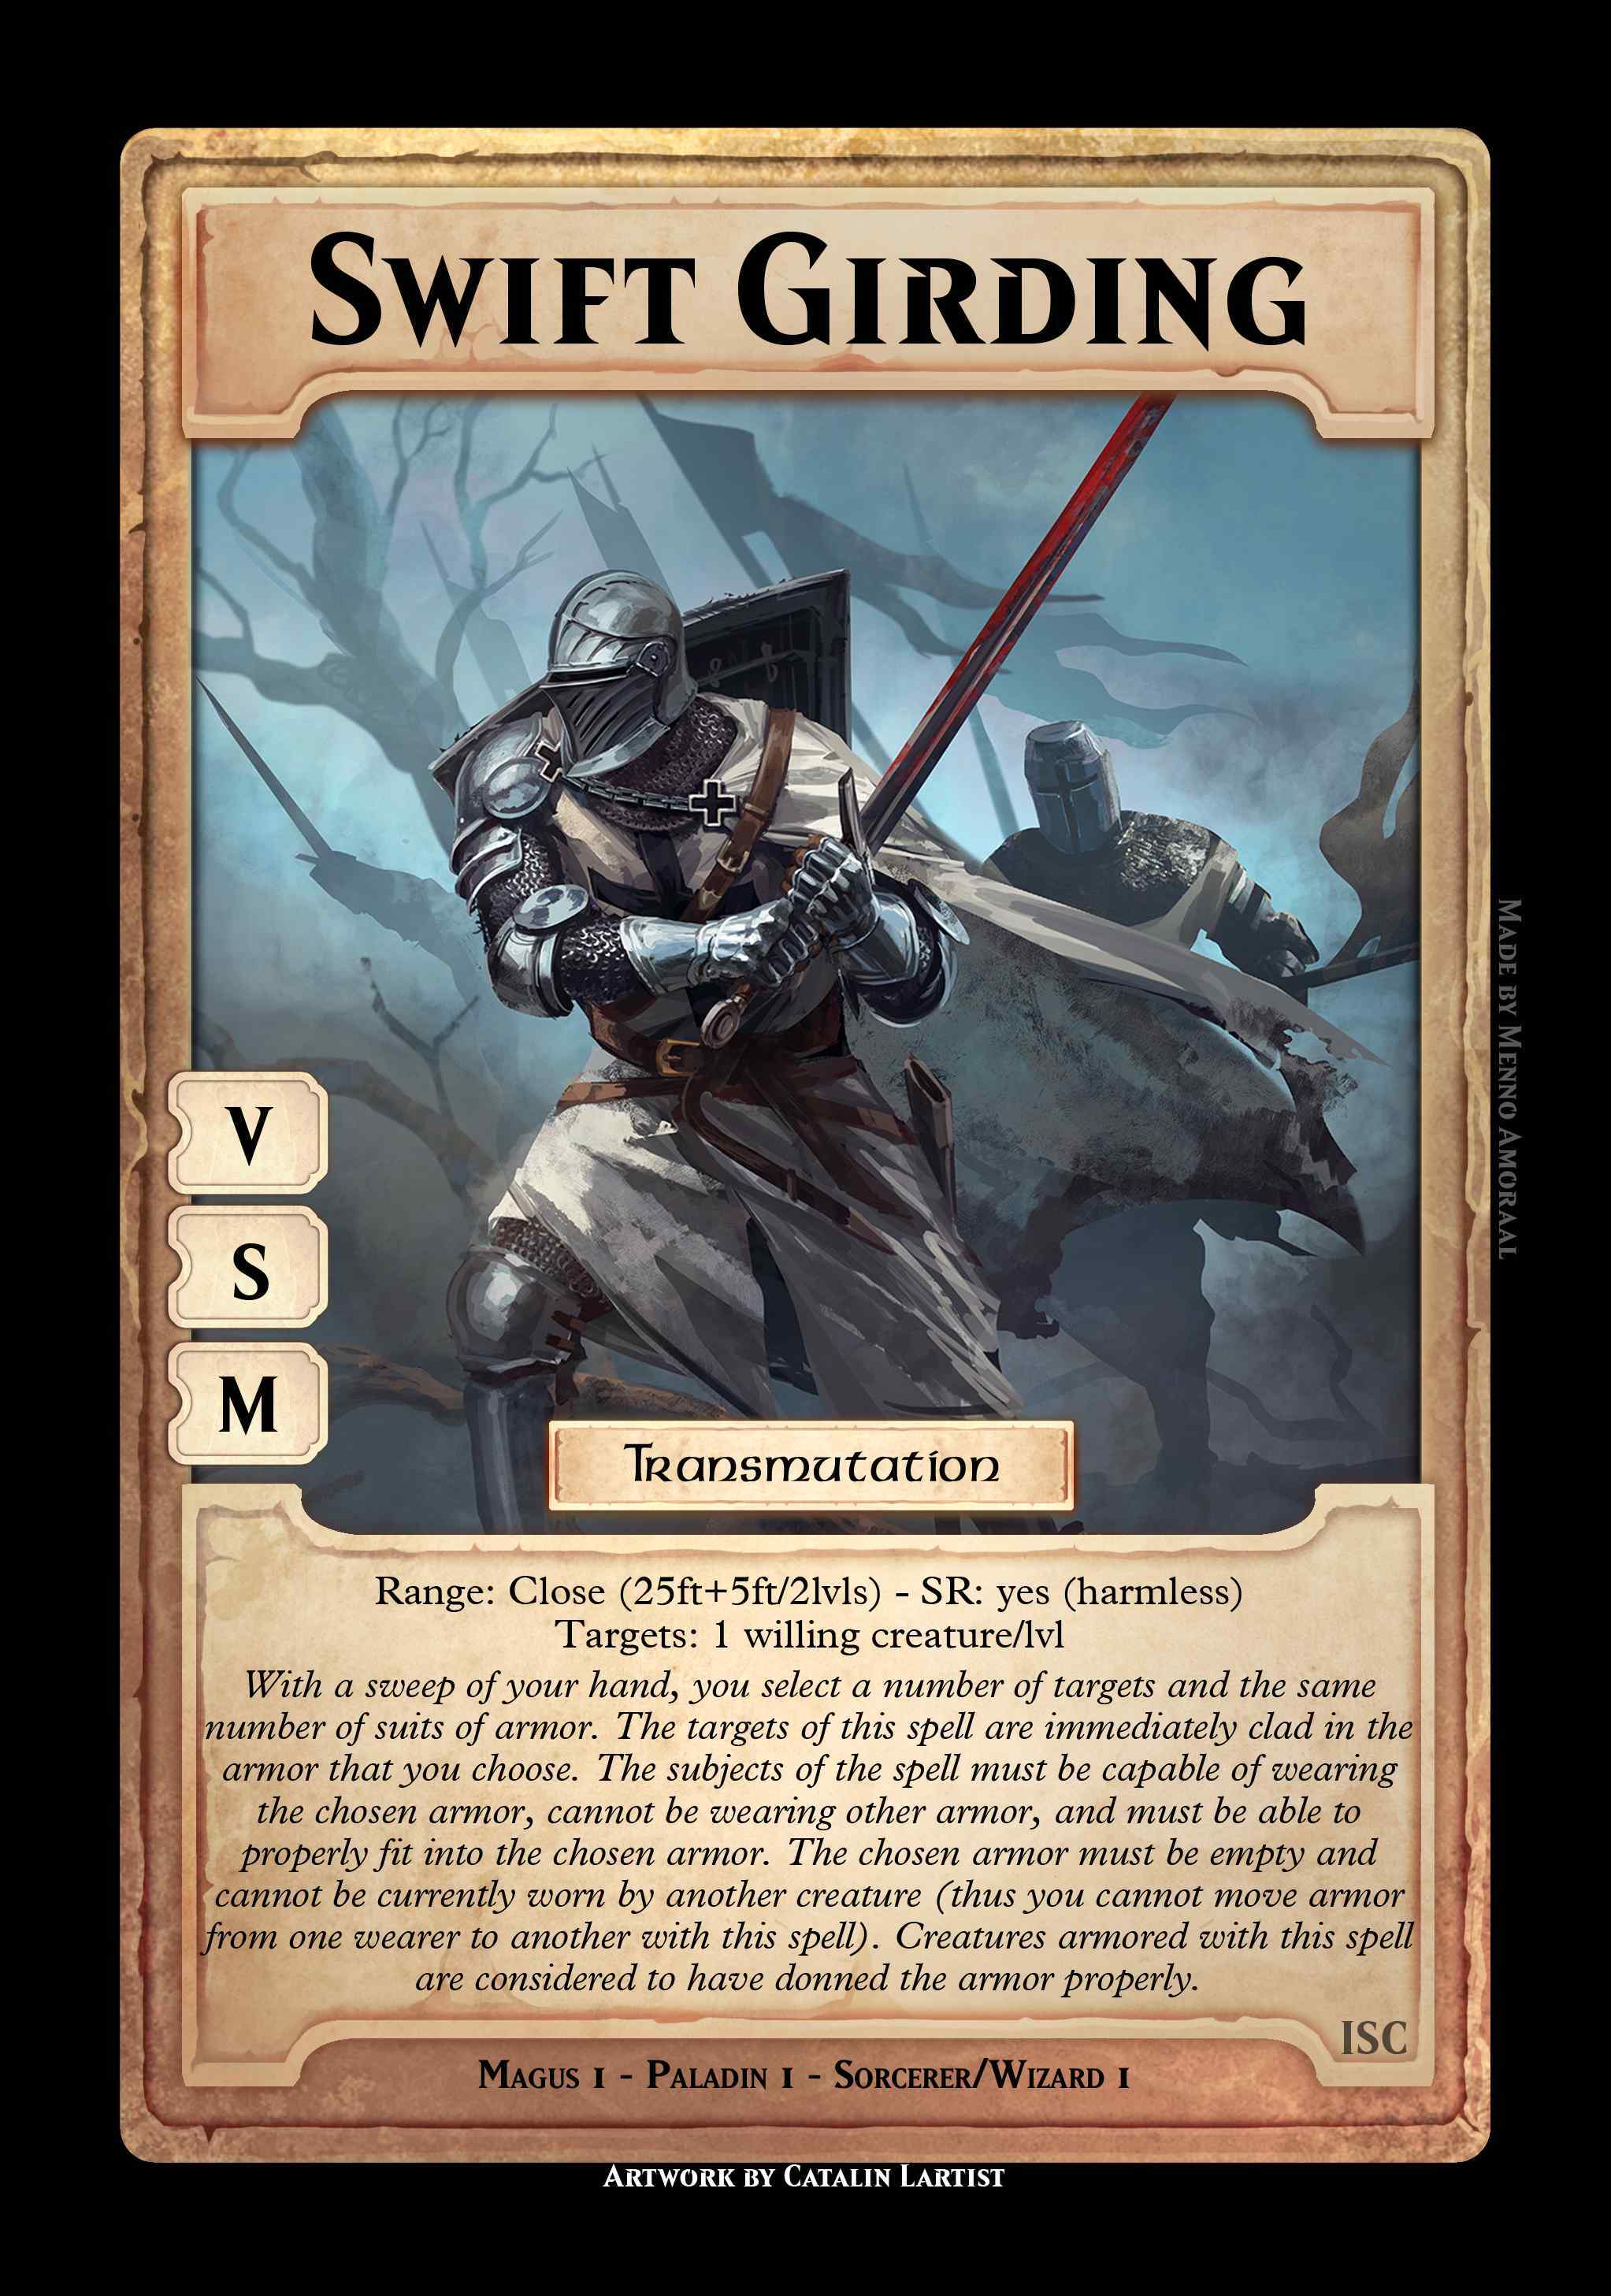 Swift Girding
V
S
M
Transmutation
Range: Close (25ft+5ft/2lvls) - SR: yes (harmless)
Targets: 1 willing creature/lvl
With a sweep of your hand, you select a number of targets and the same
number of suits of armor. The targets of this spell are immediately clad in the
armor that you choose. The subjects of the spell must be capable of wearing
the chosen armor, cannot be wearing other armor, and must be able to
properly fit into the chosen armor. The chosen armor must be empty and
cannot be currently worn by another creature (thus you cannot move armor
from one wearer to another with this spell). Creatures armored with this spell
are considered to have donned the armor properly.
ISC
Magus 1 - Paladin 1 - Sorcerer/Wizard 1
Artwork by Catalin Lartist
Made by Menno Amoraal